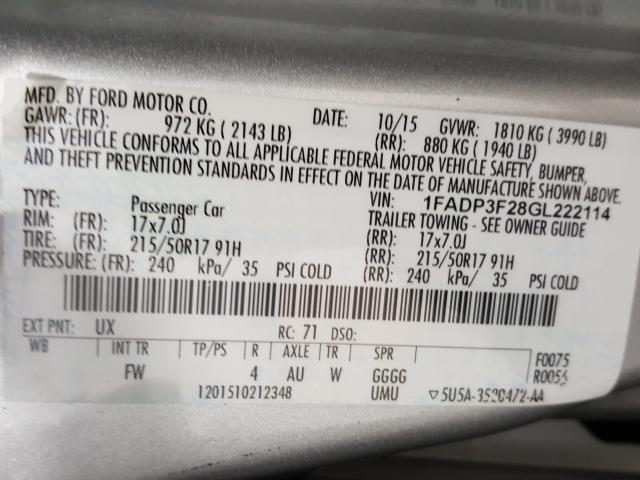 MFD. BY FORD MOTOR CO. DATE: 10/15 GVWR: 1810 KG ( 3990 LB)
GAWR: (FR): 972 KG ( 2143 LB) (RR): 880 KG ( 1940 LB)
THIS VEHICLE CONFORMS TO ALL APPLICABLE FEDERAL MOTOR VEHICLE SAFETY, BUMPER,
AND THEFT PREVENTION STANDARDS IN EFFECT ON THE DATE OF MANUFACTURE SHOWN ABOVE.
VIN: 1FADP3F28GL222114
TYPE: Passenger Car TRAILER TOWING - SEE OWNER GUIDE
RIM: (FR): 17x7.0J (RR): 17x7.0J
TIRE: (FR): 215/50R17 91H (RR): 215/50R17 91H
PRESSURE: (FR): 240 kPa/ 35 PSI COLD (RR): 240 kPa/ 35 PSI COLD
EXT PNT: UX RC: 71 DSO:
WB INT TR TP/PS R AXLE TR SPR F0075
FW 4 AU W GGGG
1201510212348 UMU